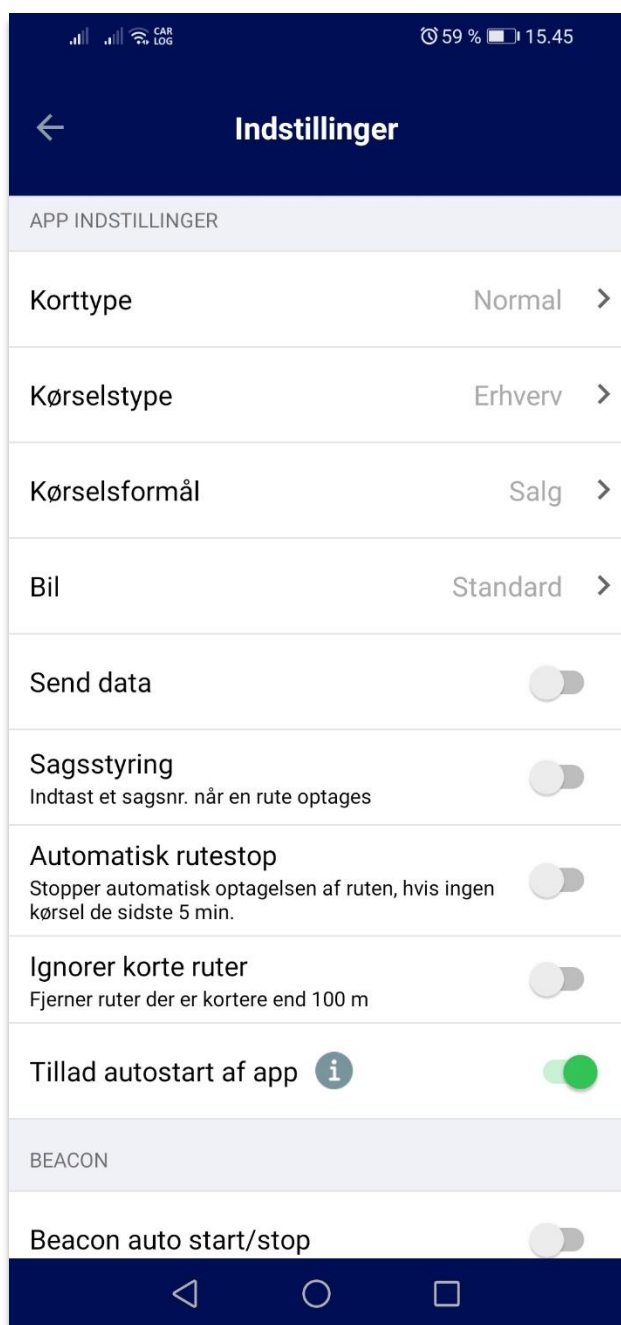 CAR
LOG
59 % 15.45
Indstillinger
APP INDSTILLINGER
Korttype Normal
Kørselstype Erhverv
Kørselsformål Salg
Bil Standard
Send data
Sagsstyring
Indtast et sagsnr. når en rute optages
Automatisk rutestop
Stopper automatisk optagelsen af ruten, hvis ingen
kørsel de sidste 5 min.
Ignorer korte ruter
Fjerner ruter der er kortere end 100 m
Tillad autostart af app i
BEACON
Beacon auto start/stop